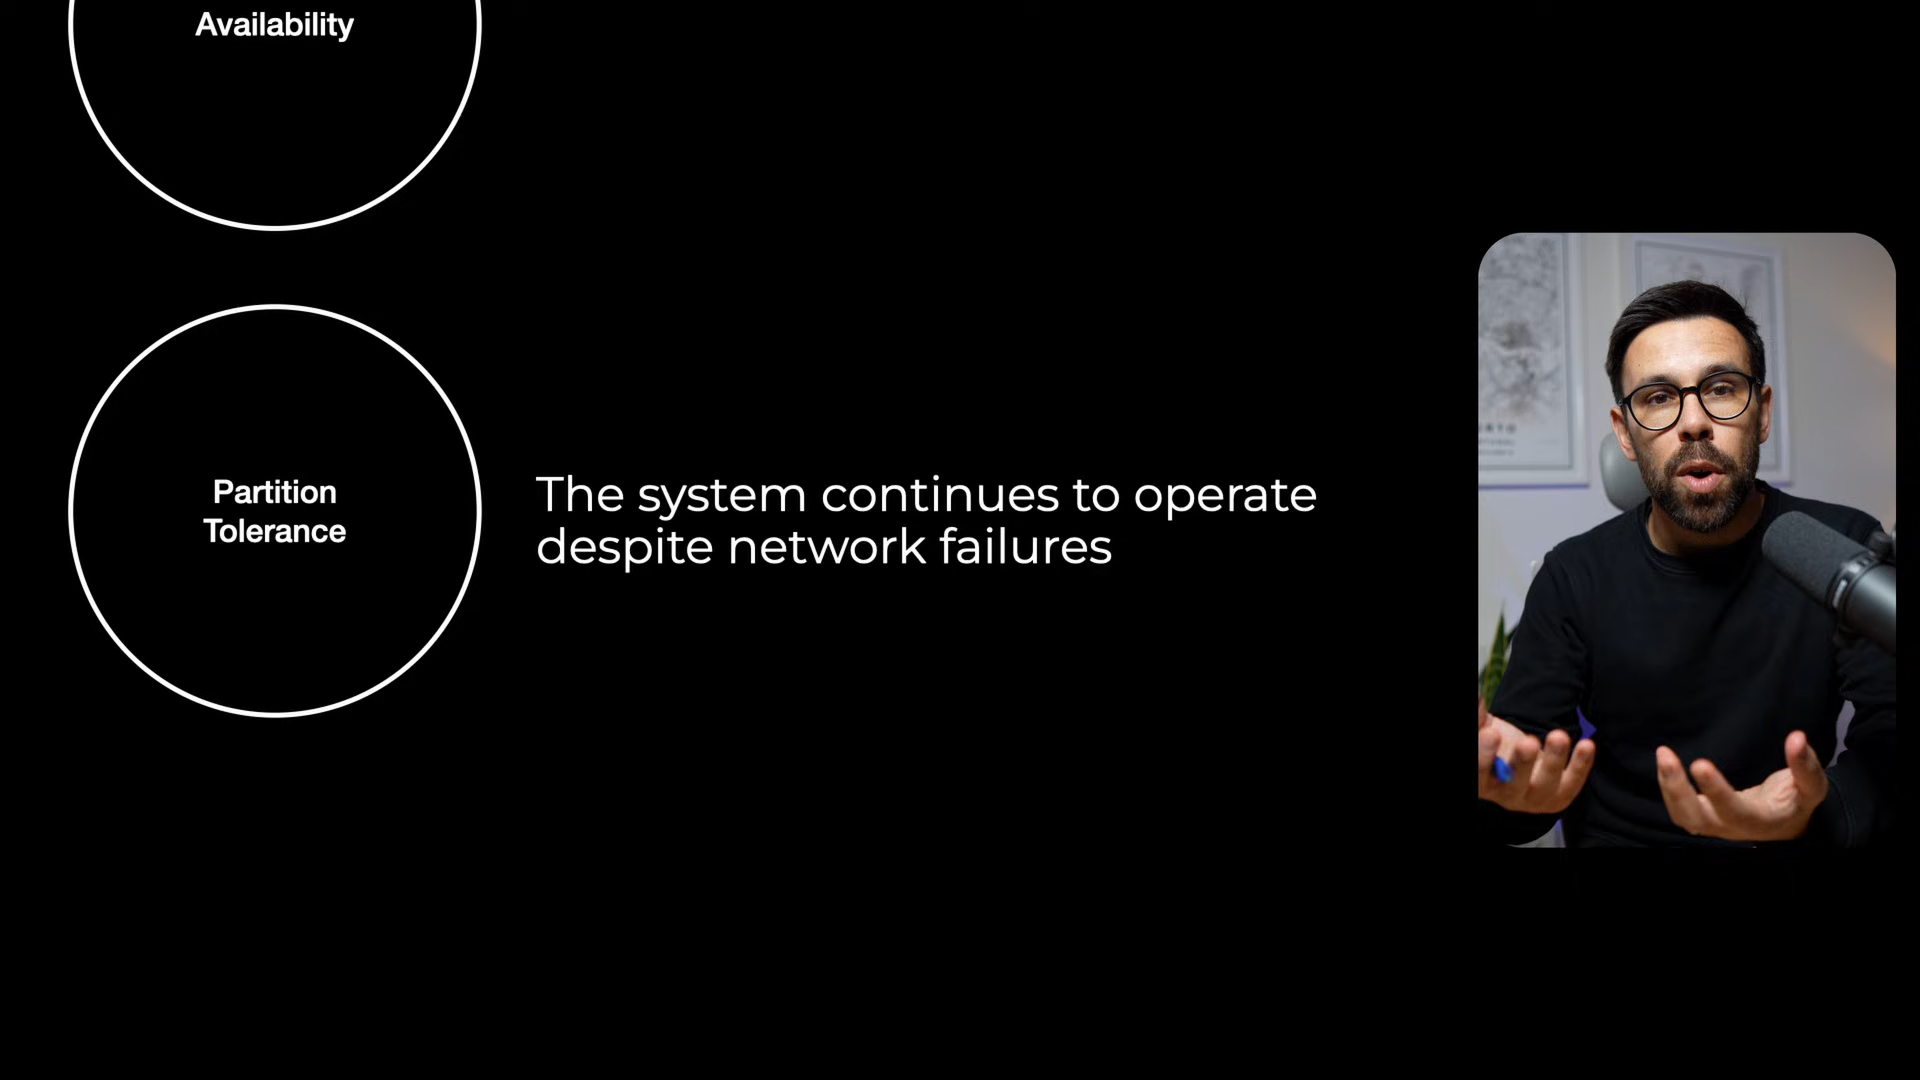 Availability
Partition
Tolerance
The system continues to operate
despite network failures